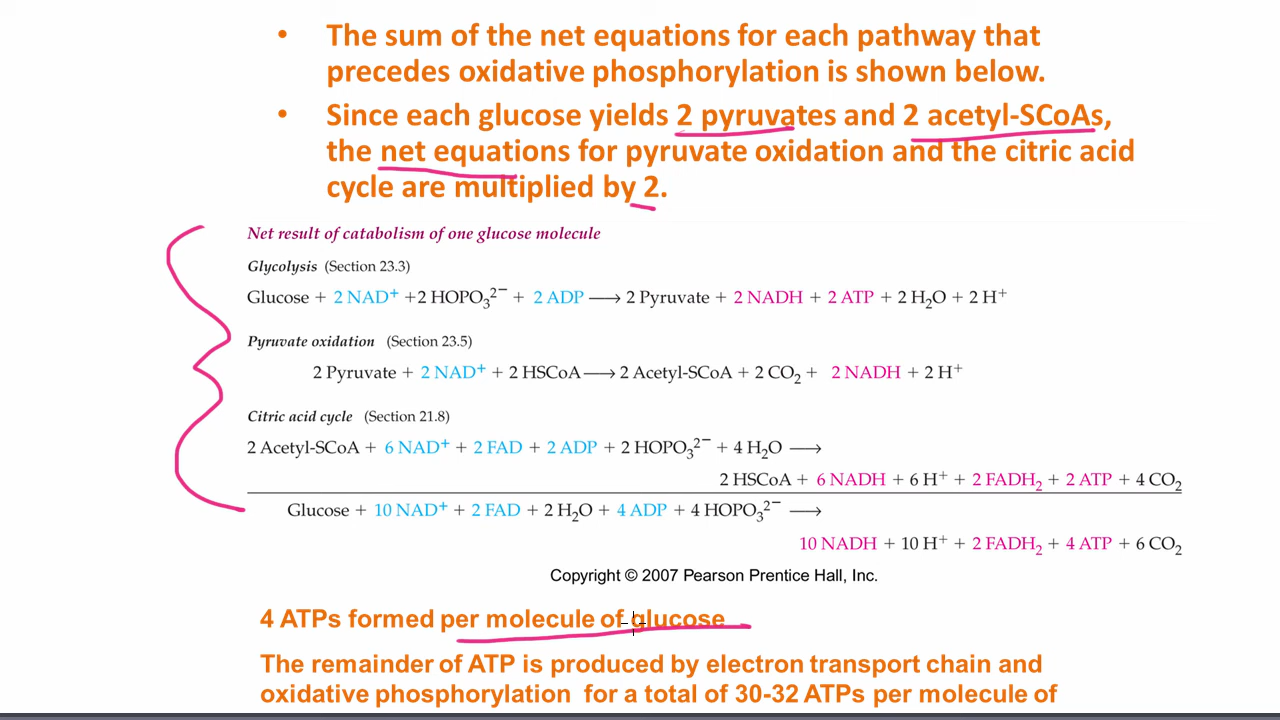 • The sum of the net equations for each pathway that
precedes oxidative phosphorylation is shown below.
• Since each glucose yields 2 pyruvates and 2 acetyl-SCoAs,
the net equations for pyruvate oxidation and the citric acid
cycle are multiplied by 2.
Net result of catabolism of one glucose molecule
Glycolysis (Section 23.3)
Glucose + 2 NAD⁺ +2 HOPO₃²⁻ + 2 ADP ⟶ 2 Pyruvate + 2 NADH + 2 ATP + 2 H₂O + 2 H⁺
Pyruvate oxidation (Section 23.5)
2 Pyruvate + 2 NAD⁺ + 2 HSCoA ⟶ 2 Acetyl-SCoA + 2 CO₂ + 2 NADH + 2 H⁺
Citric acid cycle (Section 21.8)
2 Acetyl-SCoA + 6 NAD⁺ + 2 FAD + 2 ADP + 2 HOPO₃²⁻ + 4 H₂O ⟶
2 HSCoA + 6 NADH + 6 H⁺ + 2 FADH₂ + 2 ATP + 4 CO₂
Glucose + 10 NAD⁺ + 2 FAD + 2 H₂O + 4 ADP + 4 HOPO₃²⁻ ⟶
10 NADH + 10 H⁺ + 2 FADH₂ + 4 ATP + 6 CO₂
Copyright © 2007 Pearson Prentice Hall, Inc.
4 ATPs formed per molecule of glucose
The remainder of ATP is produced by electron transport chain and
oxidative phosphorylation for a total of 30-32 ATPs per molecule of